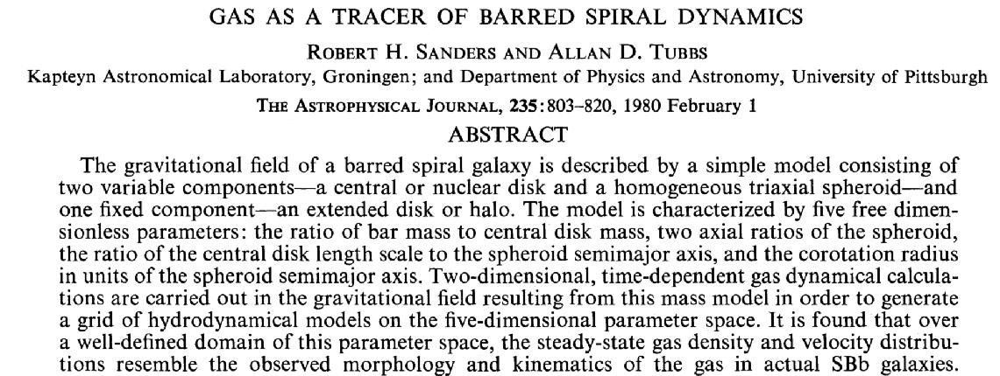 GAS AS A TRACER OF BARRED SPIRAL DYNAMICS
ROBERT H. SANDERS AND ALLAN D. TUBBS
Kapteyn Astronomical Laboratory, Groningen; and Department of Physics and Astronomy, University of Pittsburgh
THE ASTROPHYSICAL JOURNAL, 235:803–820, 1980 February 1
ABSTRACT
The gravitational field of a barred spiral galaxy is described by a simple model consisting of
two variable components—a central or nuclear disk and a homogeneous triaxial spheroid—and
one fixed component—an extended disk or halo. The model is characterized by five free dimen-
sionless parameters: the ratio of bar mass to central disk mass, two axial ratios of the spheroid,
the ratio of the central disk length scale to the spheroid semimajor axis, and the corotation radius
in units of the spheroid semimajor axis. Two-dimensional, time-dependent gas dynamical calcula-
tions are carried out in the gravitational field resulting from this mass model in order to generate
a grid of hydrodynamical models on the five-dimensional parameter space. It is found that over
a well-defined domain of this parameter space, the steady-state gas density and velocity distribu-
tions resemble the observed morphology and kinematics of the gas in actual SBb galaxies.